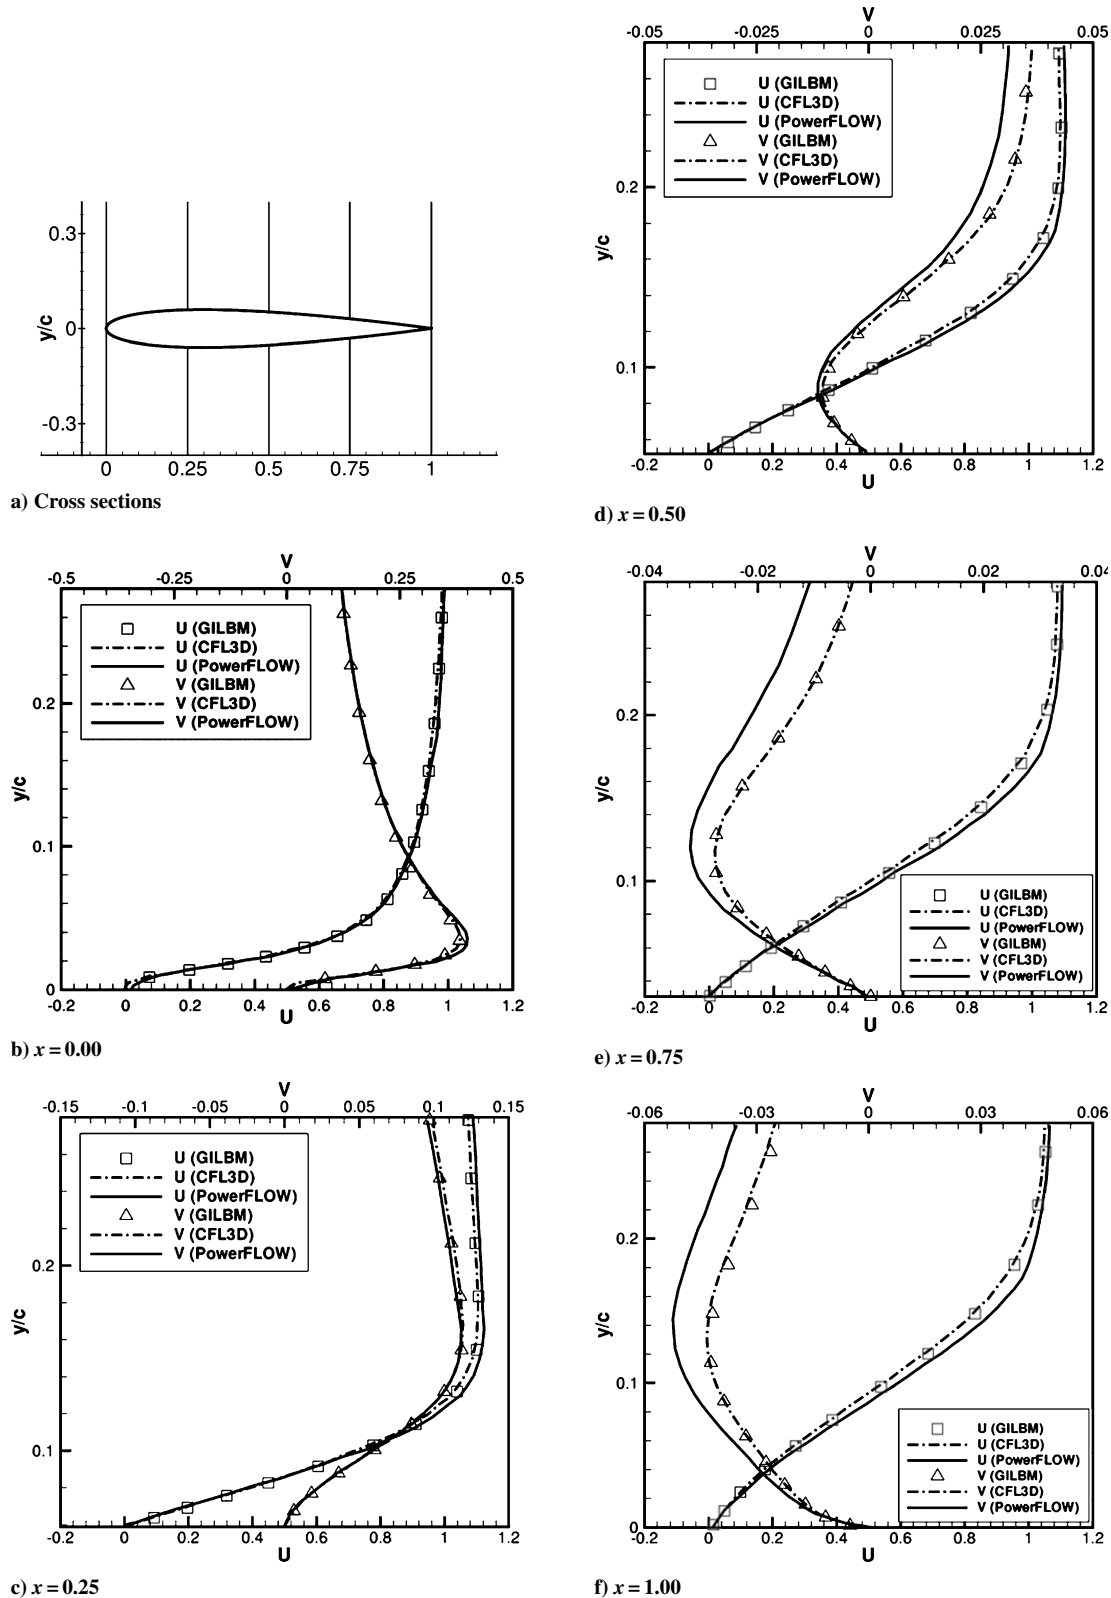 0.3
y/c
0
-0.3
0 0.25 0.5 0.75 1
a) Cross sections
V
-0.5 -0.25 0 0.25 0.5
U (GILBM)
U (CFL3D)
U (PowerFLOW)
V (GILBM)
V (CFL3D)
V (PowerFLOW)
0.2
y/c
0.1
0
0 0.2 0.4 0.6 0.8 1 1.2
-0.2
U
b) x = 0.00
V
-0.15 -0.1 -0.05 0 0.05 0.1 0.15
U (GILBM)
U (CFL3D)
U (PowerFLOW)
V (GILBM)
V (CFL3D)
V (PowerFLOW)
0.2
y/c
0.1
-0.2 0 0.2 0.4 0.6 0.8 1 1.2
U
c) x = 0.25
V
-0.05 -0.025 0 0.025 0.05
U (GILBM)
U (CFL3D)
U (PowerFLOW)
V (GILBM)
V (CFL3D)
V (PowerFLOW)
0.2
y/c
0.1
-0.2 0 0.2 0.4 0.6 0.8 1 1.2
U
d) x = 0.50
V
-0.04 -0.02 0 0.02 0.04
0.2
y/c
0.1
U (GILBM)
U (CFL3D)
U (PowerFLOW)
V (GILBM)
V (CFL3D)
V (PowerFLOW)
-0.2 0 0.2 0.4 0.6 0.8 1 1.2
U
e) x = 0.75
V
-0.06 -0.03 0 0.03 0.06
0.2
y/c
0.1
U (GILBM)
U (CFL3D)
U (PowerFLOW)
V (GILBM)
V (CFL3D)
V (PowerFLOW)
0
-0.2 0 0.2 0.4 0.6 0.8 1 1.2
U
f) x = 1.00